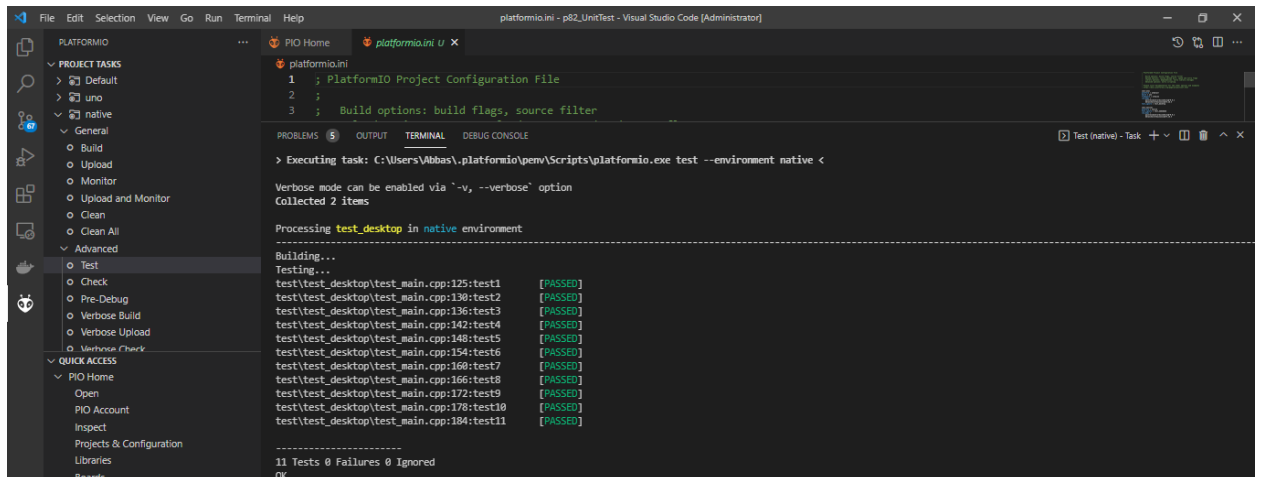 File Edit Selection View Go Run Terminal Help
platformio.ini - p82_UnitTest - Visual Studio Code [Administrator]
PLATFORMIO
PROJECT TASKS
Default
uno
native
General
Build
Upload
Monitor
Upload and Monitor
Clean
Clean All
Advanced
Test
Check
Pre-Debug
Verbose Build
Verbose Upload
Verbose Check
QUICK ACCESS
PIO Home
Open
PIO Account
Inspect
Projects & Configuration
Libraries
Boards
67
PIO Home platformio.ini U
platformio.ini
1 ; PlatformIO Project Configuration File
2 ;
3 ; Build options: build flags, source filter
PROBLEMS 5 OUTPUT TERMINAL DEBUG CONSOLE
Test (native) - Task
> Executing task: C:\Users\Abbas\.platformio\penv\Scripts\platformio.exe test --environment native <
Verbose mode can be enabled via `-v, --verbose` option
Collected 2 items
Processing test_desktop in native environment
Building...
Testing...
test\test_desktop\test_main.cpp:125:test1 [PASSED]
test\test_desktop\test_main.cpp:130:test2 [PASSED]
test\test_desktop\test_main.cpp:136:test3 [PASSED]
test\test_desktop\test_main.cpp:142:test4 [PASSED]
test\test_desktop\test_main.cpp:148:test5 [PASSED]
test\test_desktop\test_main.cpp:154:test6 [PASSED]
test\test_desktop\test_main.cpp:160:test7 [PASSED]
test\test_desktop\test_main.cpp:166:test8 [PASSED]
test\test_desktop\test_main.cpp:172:test9 [PASSED]
test\test_desktop\test_main.cpp:178:test10 [PASSED]
test\test_desktop\test_main.cpp:184:test11 [PASSED]
-----------------------
11 Tests 0 Failures 0 Ignored
OK